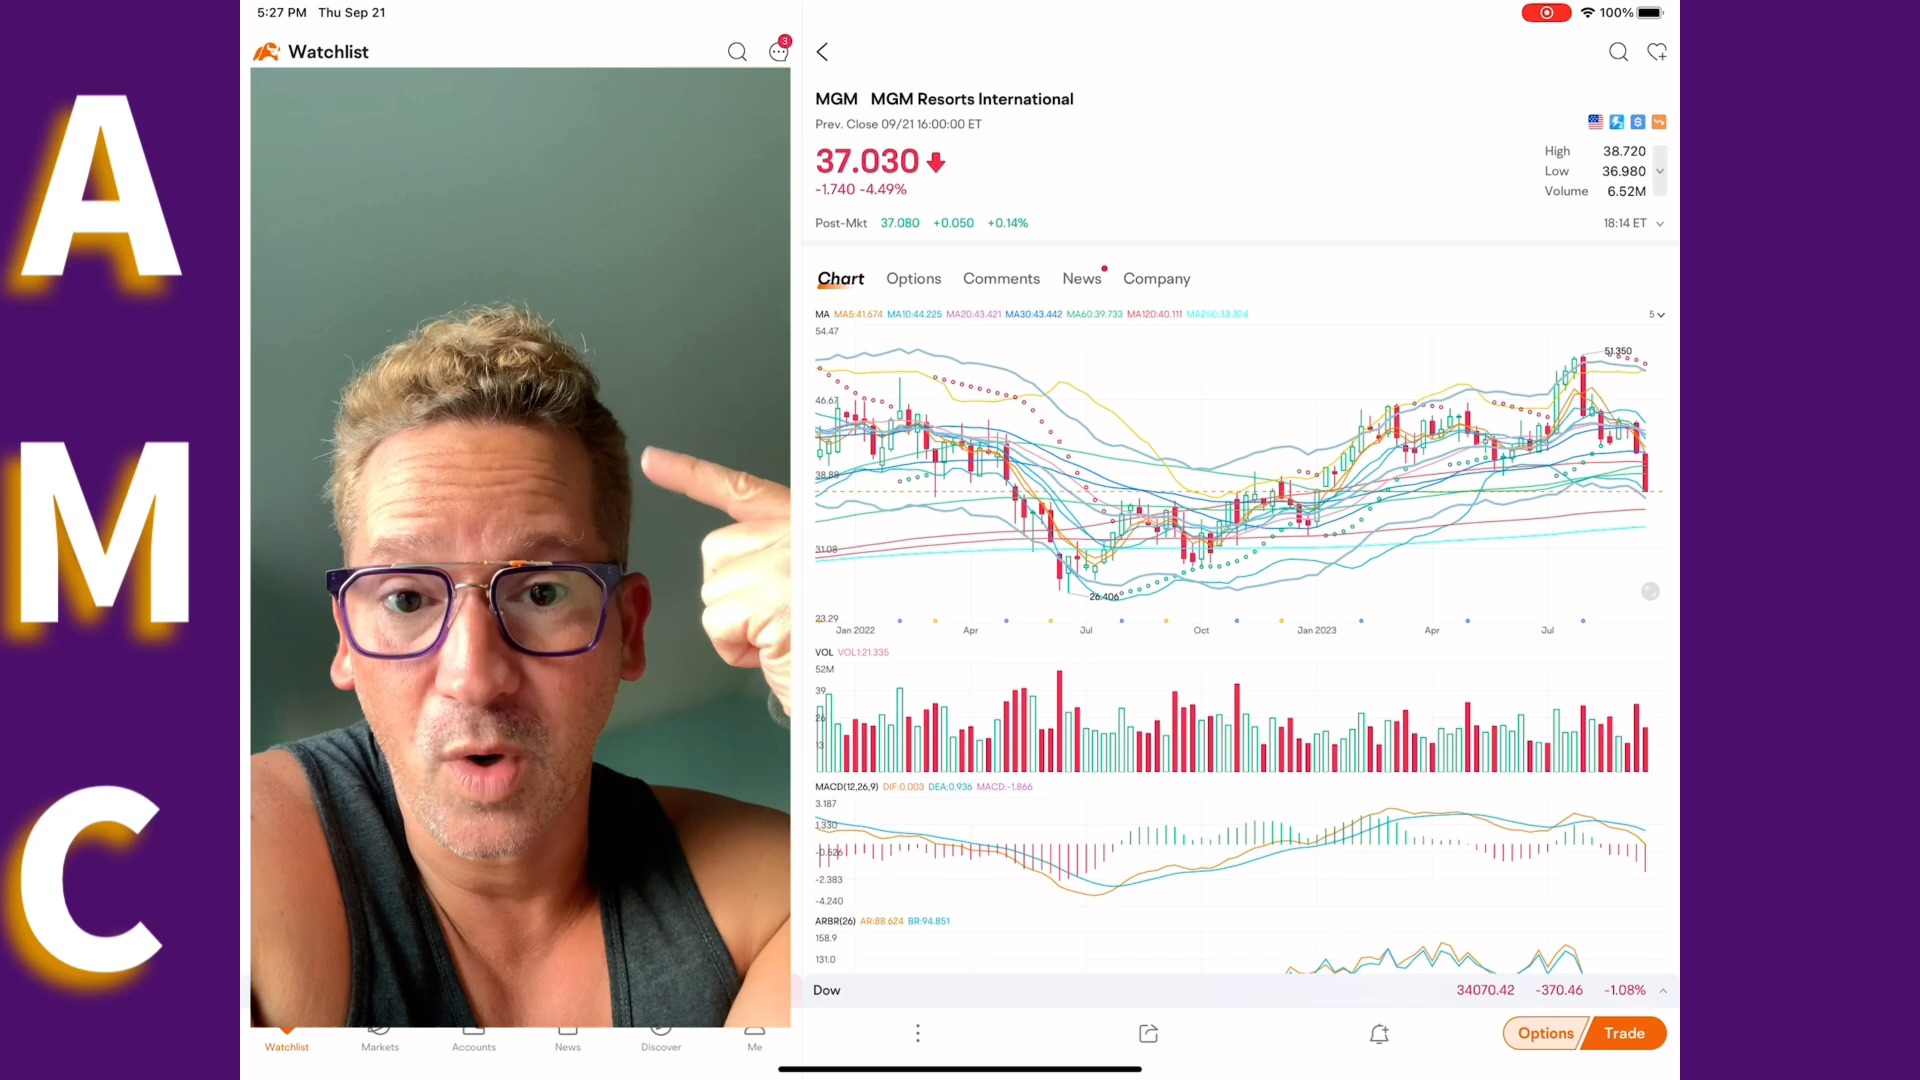 A
M
C
5:27 PM Thu Sep 21
100%
Watchlist
3
MGM MGM Resorts International
Prev. Close 09/21 16:00:00 ET
37.030
-1.740 -4.49%
High 38.720
Low 36.980
Volume 6.52M
Post-Mkt 37.080 +0.050 +0.14%
18:14 ET
Chart Options Comments News Company
MA MA5:41.674 MA10:44.225 MA20:43.421 MA30:43.442 MA60:39.733 MA120:40.111
5
54.47
51.350
46.67
38.88
31.08
26.406
23.29
Jan 2022 Apr Jul Oct Jan 2023 Apr Jul
VOL VOL1:21.335
52M
39
26
13
MACD(12,26,9) DIF:0.003 DEA:0.936 MACD:-1.866
3.187
1.330
-2.383
-4.240
ARBR(26) AR:88.624 BR:94.851
158.9
131.0
Dow 34070.42 -370.46 -1.08%
Watchlist Markets Accounts News Discover Me
Options Trade